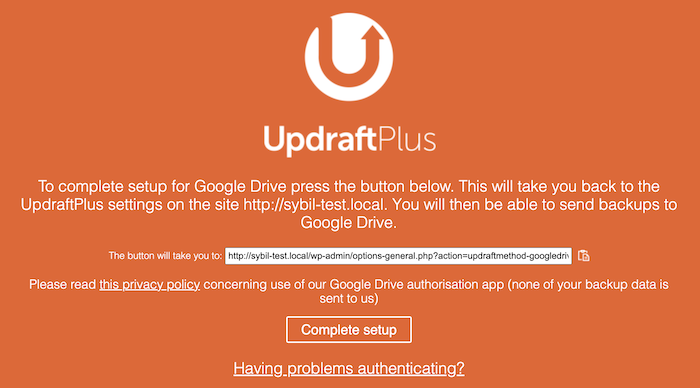 UpdraftPlus
To complete setup for Google Drive press the button below. This will take you back to the
UpdraftPlus settings on the site http://sybil-test.local. You will then be able to send backups to
Google Drive.
The button will take you to: http://sybil-test.local/wp-admin/options-general.php?action=updraftmethod-googledriv
Please read this privacy policy concerning use of our Google Drive authorisation app (none of your backup data is
sent to us)
Complete setup
Having problems authenticating?